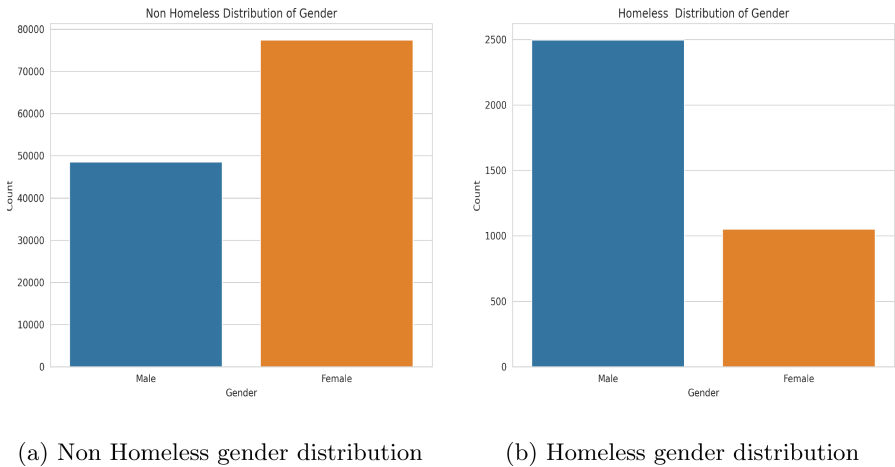 Non Homeless Distribution of Gender
80000
70000
60000
50000
40000
30000
20000
10000
0
Count
Male
Female
Gender
Homeless  Distribution of Gender
2500
2000
1500
1000
500
0
Count
Male
Female
Gender
(a) Non Homeless gender distribution
(b) Homeless gender distribution